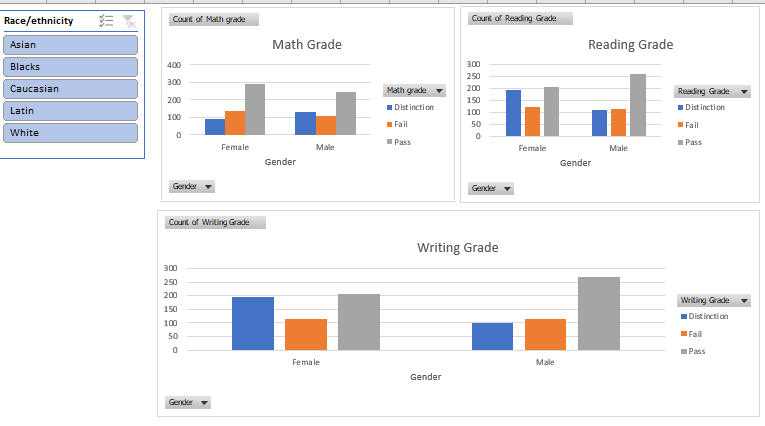 Race/ethnicity
Asian
Blacks
Caucasian
Latin
White
Count of Math grade
Math Grade
400
300
200
100
0
Female Male
Gender
Math grade
Distinction
Fail
Pass
Gender
Count of Reading Grade
Reading Grade
300
250
200
150
100
50
0
Female Male
Gender
Reading Grade
Distinction
Fail
Pass
Gender
Count of Writing Grade
Writing Grade
300
250
200
150
100
50
0
Female Male
Gender
Writing Grade
Distinction
Fail
Pass
Gender